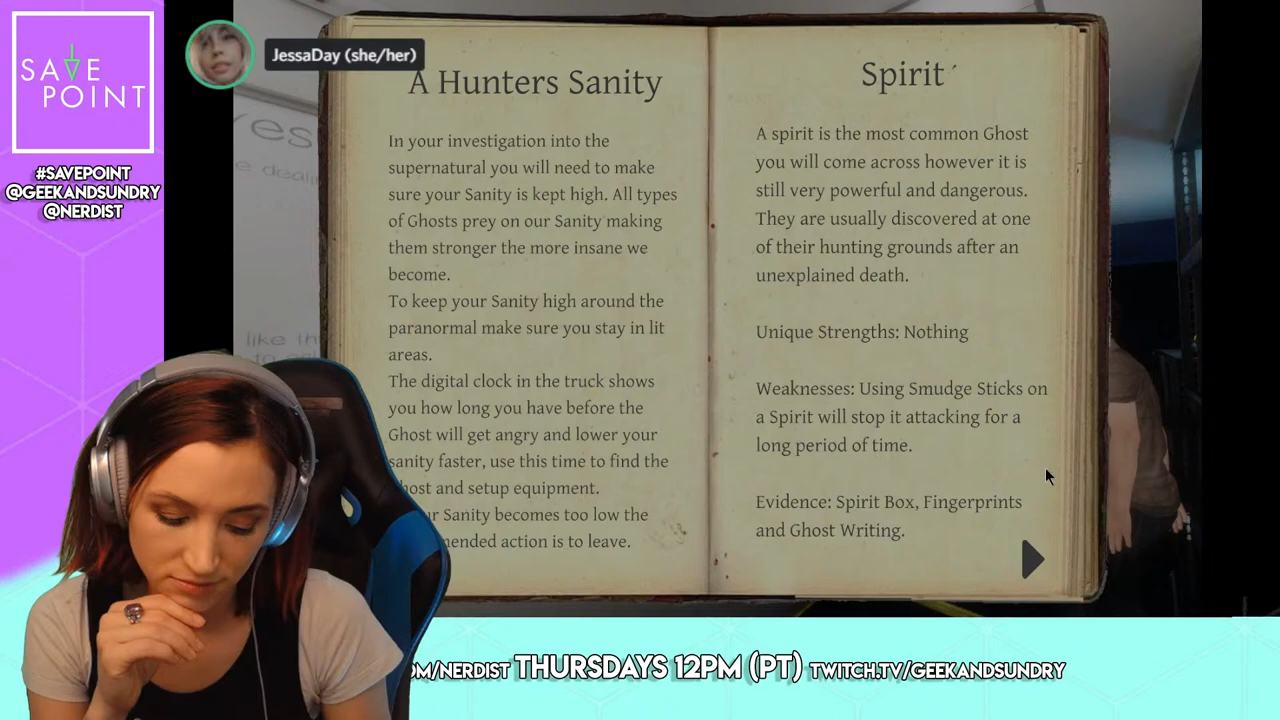 SAVE
POINT
#SAVEPOINT
@GEEKANDSUNDRY
@NERDIST
JessaDay (she/her)
A Hunters Sanity
In your investigation into the
supernatural you will need to make
sure your Sanity is kept high. All types
of Ghosts prey on our Sanity making
them stronger the more insane we
become.
To keep your Sanity high around the
paranormal make sure you stay in lit
areas.
The digital clock in the truck shows
you how long you have before the
Ghost will get angry and lower your
sanity faster, use this time to find the
and setup equipment.
Sanity becomes too low the
action is to leave.
Spirit
A spirit is the most common Ghost
you will come across however it is
still very powerful and dangerous.
They are usually discovered at one
of their hunting grounds after an
unexplained death.
Unique Strengths: Nothing
Weaknesses: Using Smudge Sticks on
a Spirit will stop it attacking for a
long period of time.
Evidence: Spirit Box, Fingerprints
and Ghost Writing.
like
/NERDIST THURSDAYS 12PM (PT) TWITCH.TV/GEEKANDSUNDRY